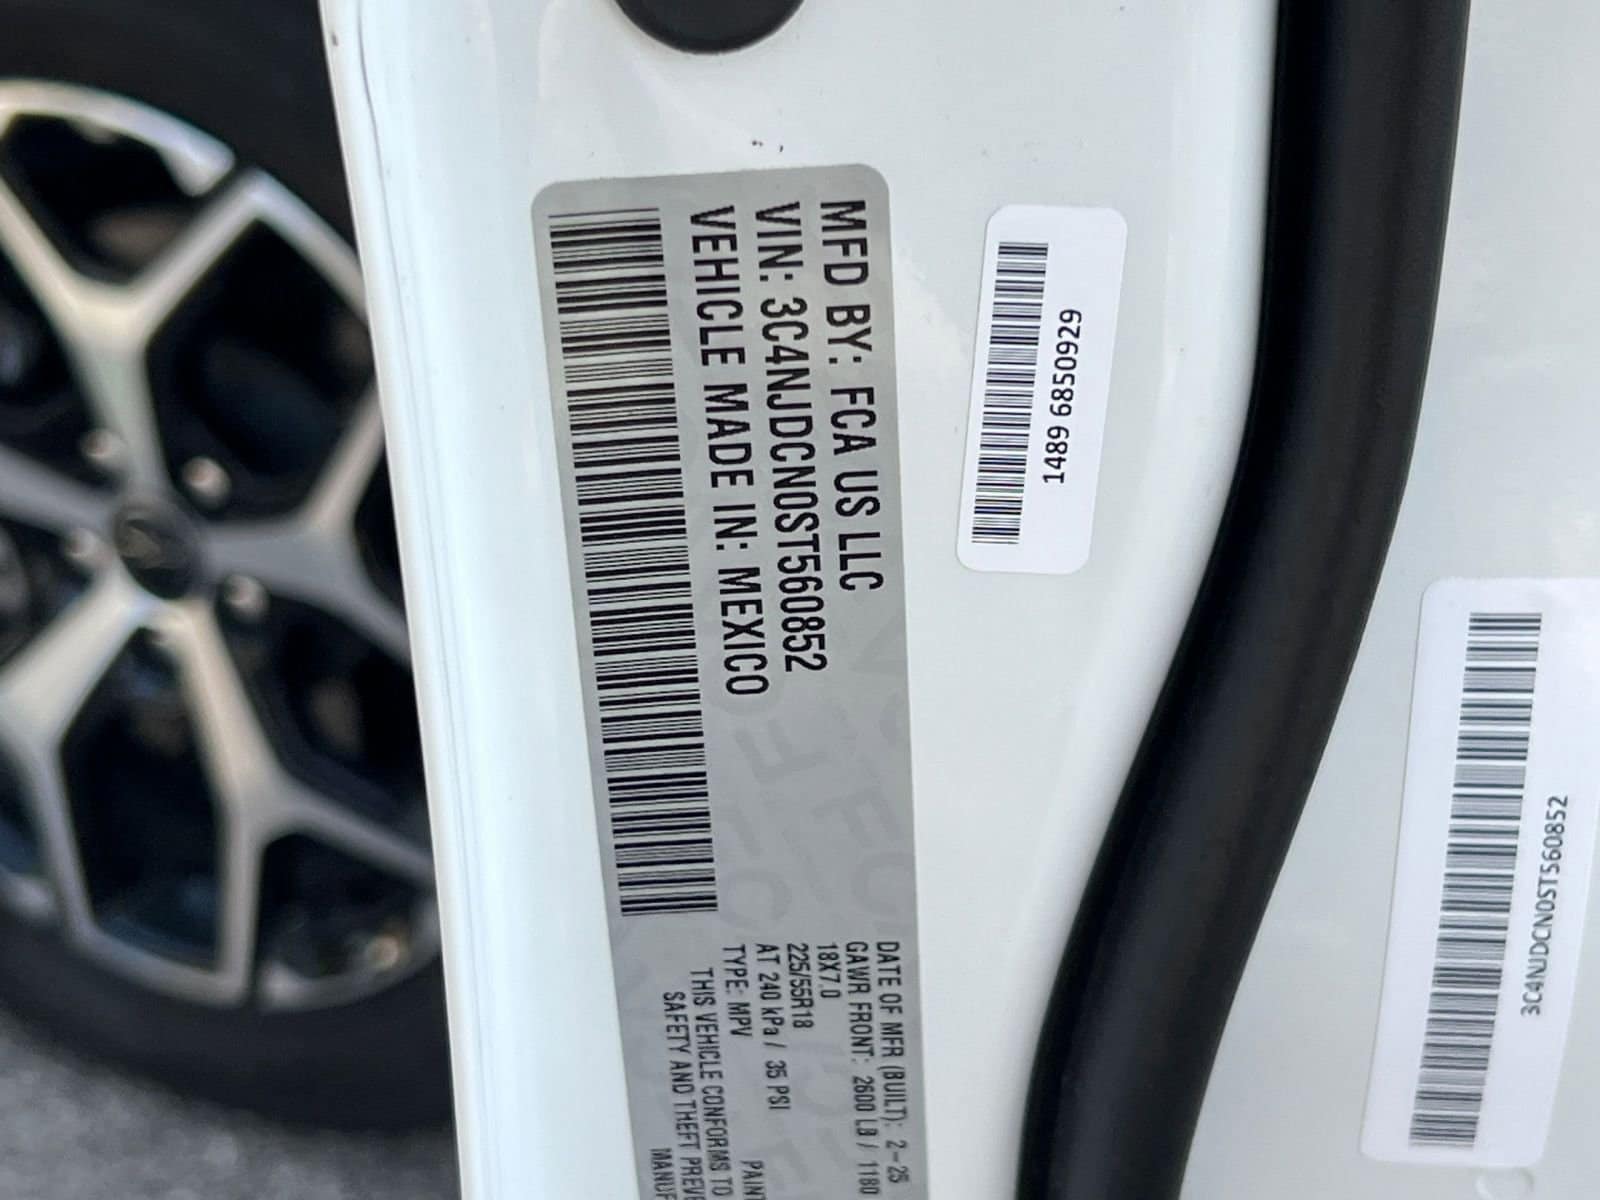 MFD BY: FCA US LLC
VIN: 3C4NJDCN0ST560852
VEHICLE MADE IN: MEXICO
DATE OF MFR (BUILT): 2-25
GAWR FRONT: 2600 LB / 1180
18X7.0
225/55R18
AT 240 kPa / 35 PSI
TYPE: MPV
THIS VEHICLE CONFORMS TO
SAFETY AND THEFT
1489 6850929
3C4NJDCN0ST560852